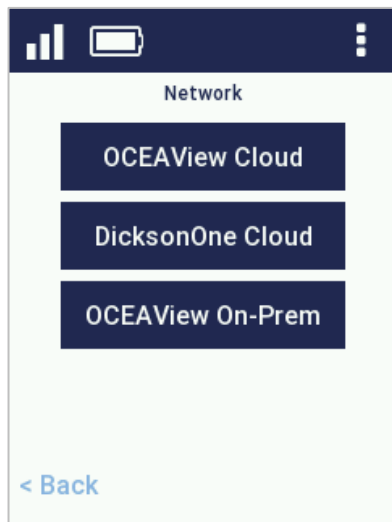 Network
OCEAView Cloud
DicksonOne Cloud
OCEAView On-Prem
< Back